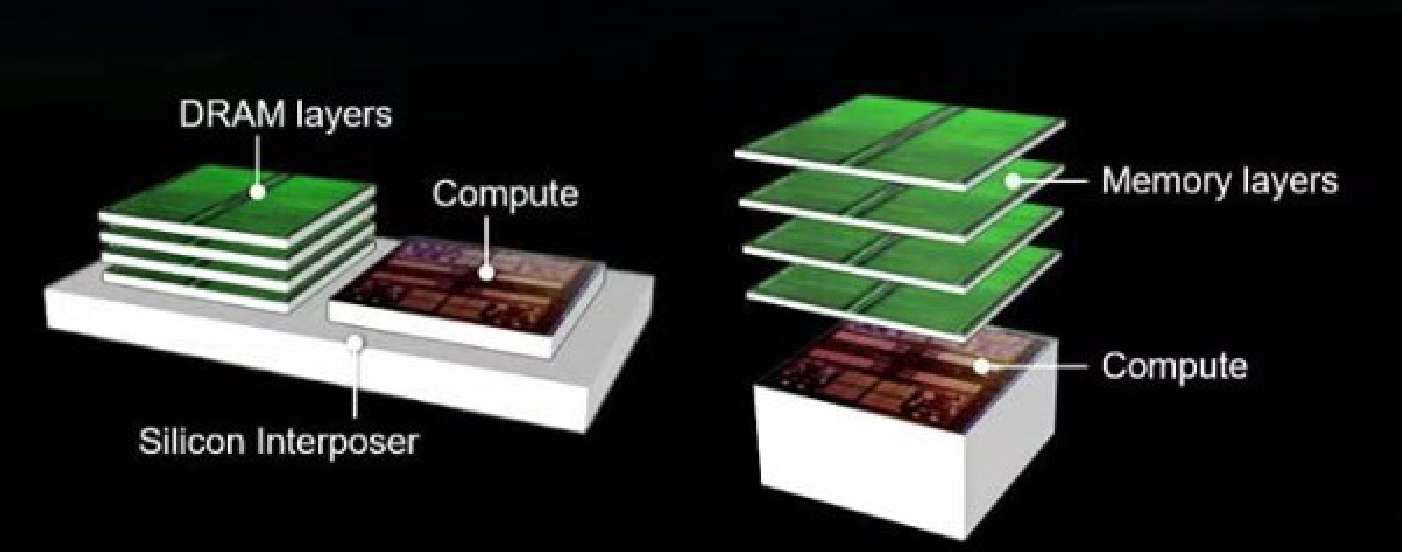 DRAM layers
Compute
Silicon Interposer
Memory layers
Compute